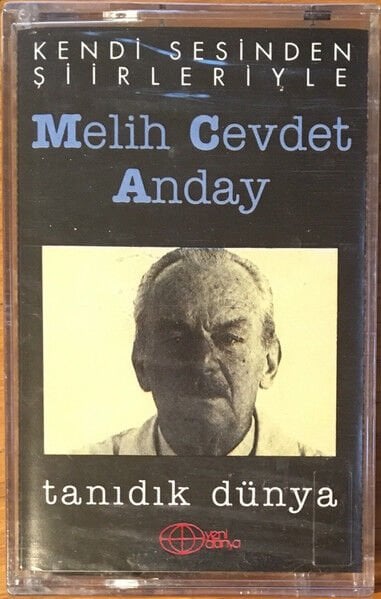 KENDİ SESİNDEN
ŞİİRLERİYLE
Melih Cevdet
Anday
tanıdık dünya
yeni
dünya